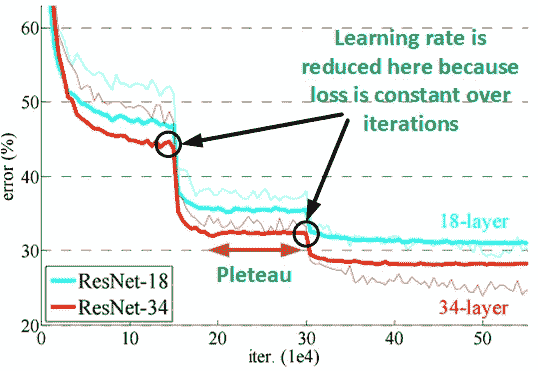 60
50
40
30
20
error (%)
Learning rate is
reduced here because
loss is constant over
iterations
18-layer
Pleteau
ResNet-18
ResNet-34
34-layer
0
10
20
30
40
50
iter. (1e4)